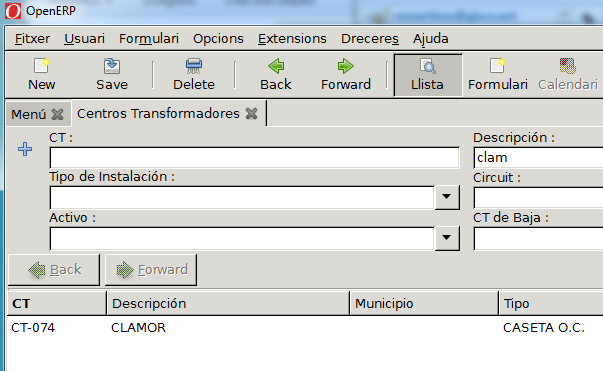 OpenERP
Fitxer Usuari Formulari Opcions Extensions Dreceres Ajuda
New Save Delete Back Forward Llista Formulari Calendari
Menú Centros Transformadores
CT : Descripción :
clam
Tipo de Instalación : Circuit :
Activo : CT de Baja :
Back Forward
CT Descripción Municipio Tipo
CT-074 CLAMOR CASETA O.C.